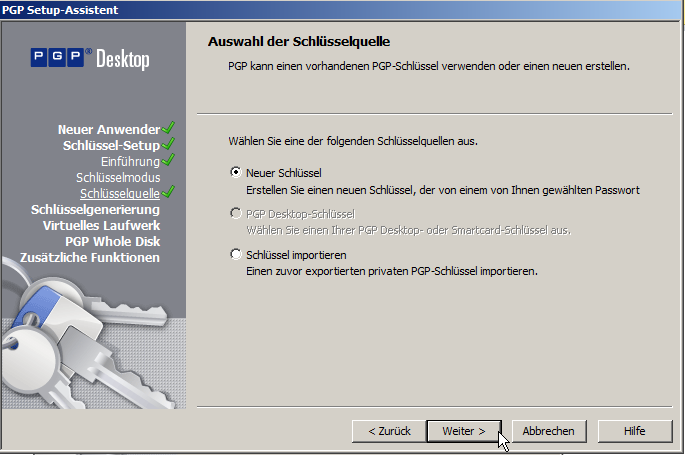 PGP Setup-Assistent
PGP® Desktop
Neuer Anwender
Schlüssel-Setup
Einführung
Schlüsselmodus
Schlüsselquelle
Schlüsselgenerierung
Virtuelles Laufwerk
PGP Whole Disk
Zusätzliche Funktionen
Auswahl der Schlüsselquelle
PGP kann einen vorhandenen PGP-Schlüssel verwenden oder einen neuen erstellen.
Wählen Sie eine der folgenden Schlüsselquellen aus.
Neuer Schlüssel
Erstellen Sie einen neuen Schlüssel, der von einem von Ihnen gewählten Passwort
PGP Desktop-Schlüssel
Wählen Sie einen Ihrer PGP Desktop- oder Smartcard-Schlüssel aus.
Schlüssel importieren
Einen zuvor exportierten privaten PGP-Schlüssel importieren.
< Zurück
Weiter >
Abbrechen
Hilfe